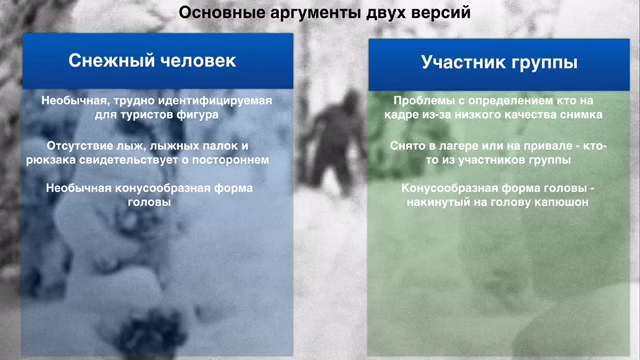 Основные аргументы двух версий
Снежный человек
Необычная, трудно идентифицируемая
для туристов фигура
Отсутствие лыж, лыжных палок и
рюкзака свидетельствует о постороннем
Необычная конусообразная форма
головы
Участник группы
Проблемы с определением кто на
кадре из-за низкого качества снимка
Снято в лагере или на привале - кто-
то из участников группы
Конусообразная форма головы -
накинутый на голову капюшон